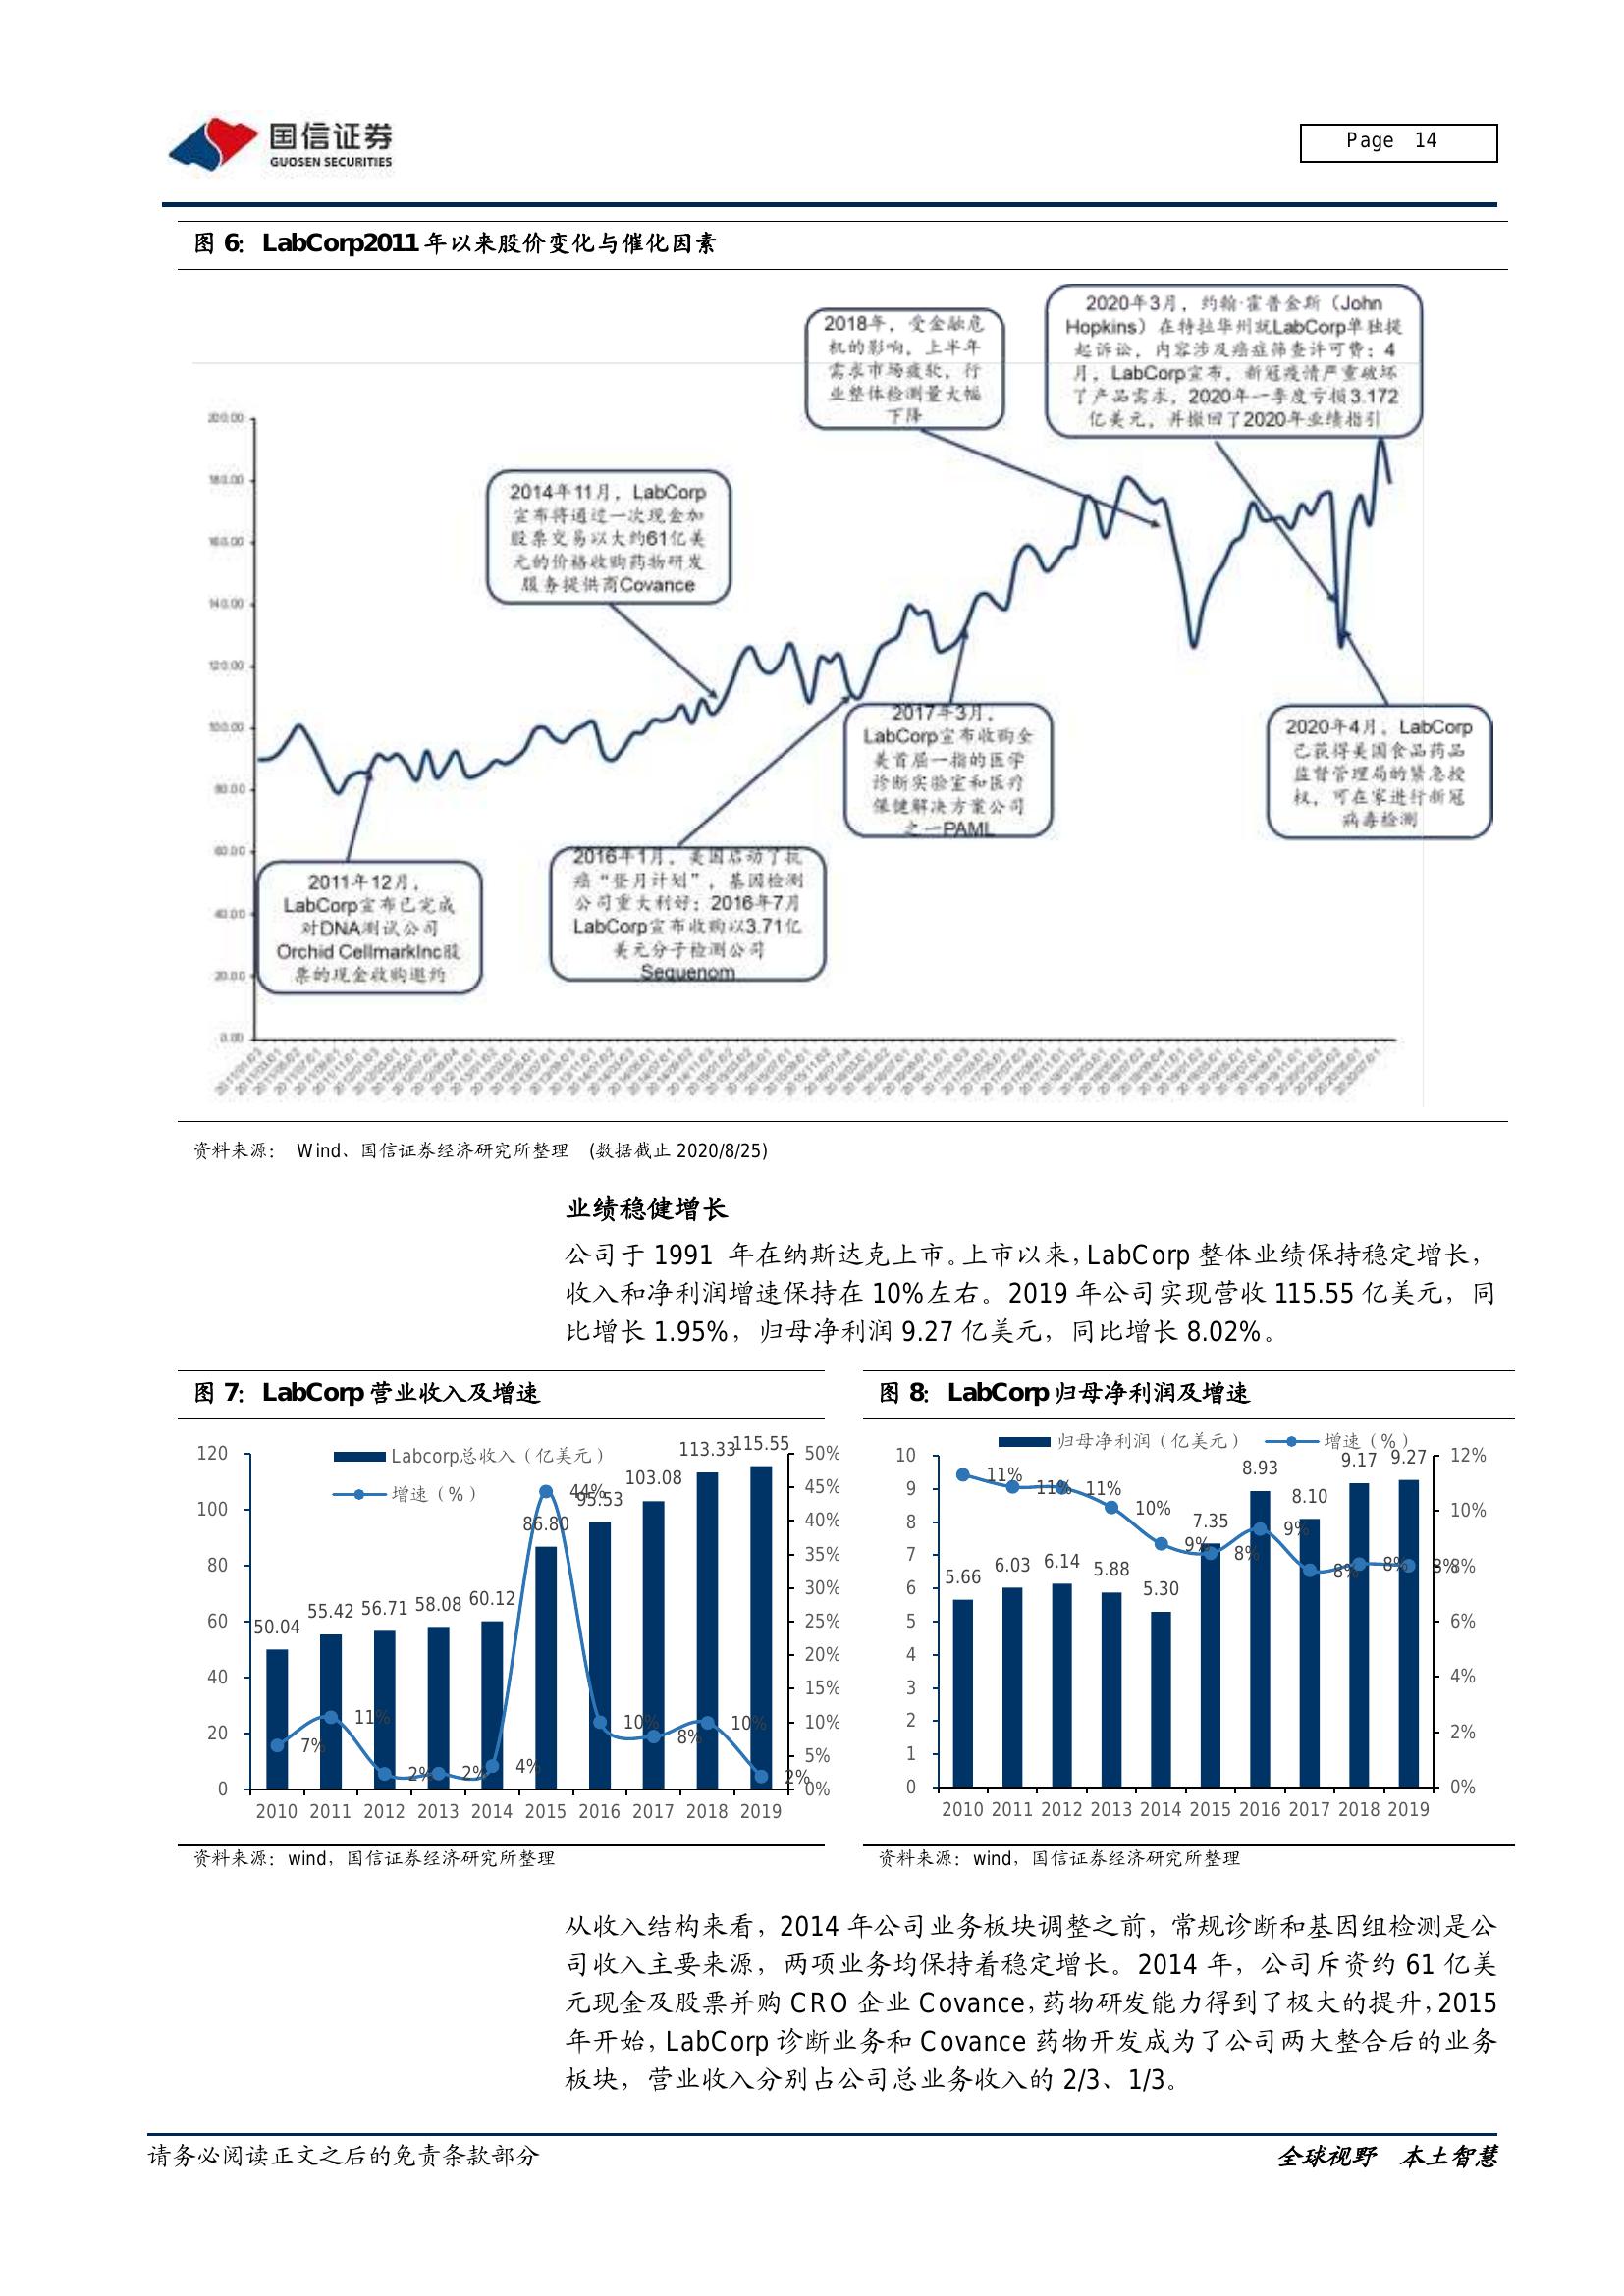 国信证券
GUOSEN SECURITIES
Page 14
图 6：LabCorp2011 年以来股价变化与催化因素
2018年，受金融危
机的影响，上半年
需求市场疲软，行
业整体检测量大幅
下降
2020年3月，约翰·霍普金斯（John
Hopkins）在特拉华州就LabCorp单独提
起诉讼，内容涉及癌症筛查许可费；4
月，LabCorp宣布，新冠疫情严重破坏
了产品需求，2020年一季度亏损3.172
亿美元，并撤回了2020年业绩指引
2014年11月，LabCorp
宣布将通过一次现金加
股票交易以大约61亿美
元的价格收购药物研发
服务提供商Covance
2017年3月，
LabCorp宣布收购全
美首屈一指的医学
诊断实验室和医疗
保健解决方案公司
之一PAML
2020年4月，LabCorp
已获得美国食品药品
监督管理局的紧急授
权，可在家进行新冠
病毒检测
2016年1月，美国启动了抗
癌“登月计划”，基因检测
公司重大利好；2016年7月
LabCorp宣布收购以3.71亿
美元分子检测公司
Sequenom
2011年12月，
LabCorp宣布已完成
对DNA测试公司
Orchid CellmarkInc股
票的现金收购邀约
200.00
180.00
160.00
140.00
120.00
100.00
80.00
60.00
40.00
20.00
0.00
资料来源： Wind、国信证券经济研究所整理 (数据截止 2020/8/25)
业绩稳健增长
公司于 1991 年在纳斯达克上市。上市以来，LabCorp 整体业绩保持稳定增长，
收入和净利润增速保持在 10%左右。2019 年公司实现营收 115.55 亿美元，同
比增长 1.95%，归母净利润 9.27 亿美元，同比增长 8.02%。
图 7：LabCorp 营业收入及增速
Labcorp总收入（亿美元）
增速（%）
120
100
80
60
40
20
0
50.04 55.42 56.71 58.08 60.12 86.80 95.53 103.08 113.33 115.55
7% 11% 2% 2% 4% 44% 10% 8% 10% 2%
50%
45%
40%
35%
30%
25%
20%
15%
10%
5%
0%
2010 2011 2012 2013 2014 2015 2016 2017 2018 2019
资料来源：wind，国信证券经济研究所整理
图 8：LabCorp 归母净利润及增速
归母净利润（亿美元） 增速（%）
10
9
8
7
6
5
4
3
2
1
0
5.66 6.03 6.14 5.88 5.30 7.35 8.93 8.10 9.17 9.27
11% 11% 11% 10% 9% 8% 9% 8% 8% 8%
12%
10%
8%
6%
4%
2%
0%
2010 2011 2012 2013 2014 2015 2016 2017 2018 2019
资料来源：wind，国信证券经济研究所整理
从收入结构来看，2014 年公司业务板块调整之前，常规诊断和基因组检测是公
司收入主要来源，两项业务均保持着稳定增长。2014 年，公司斥资约 61 亿美
元现金及股票并购 CRO 企业 Covance，药物研发能力得到了极大的提升，2015
年开始，LabCorp 诊断业务和 Covance 药物开发成为了公司两大整合后的业务
板块，营业收入分别占公司总业务收入的 2/3、1/3。
请务必阅读正文之后的免责条款部分
全球视野 本土智慧